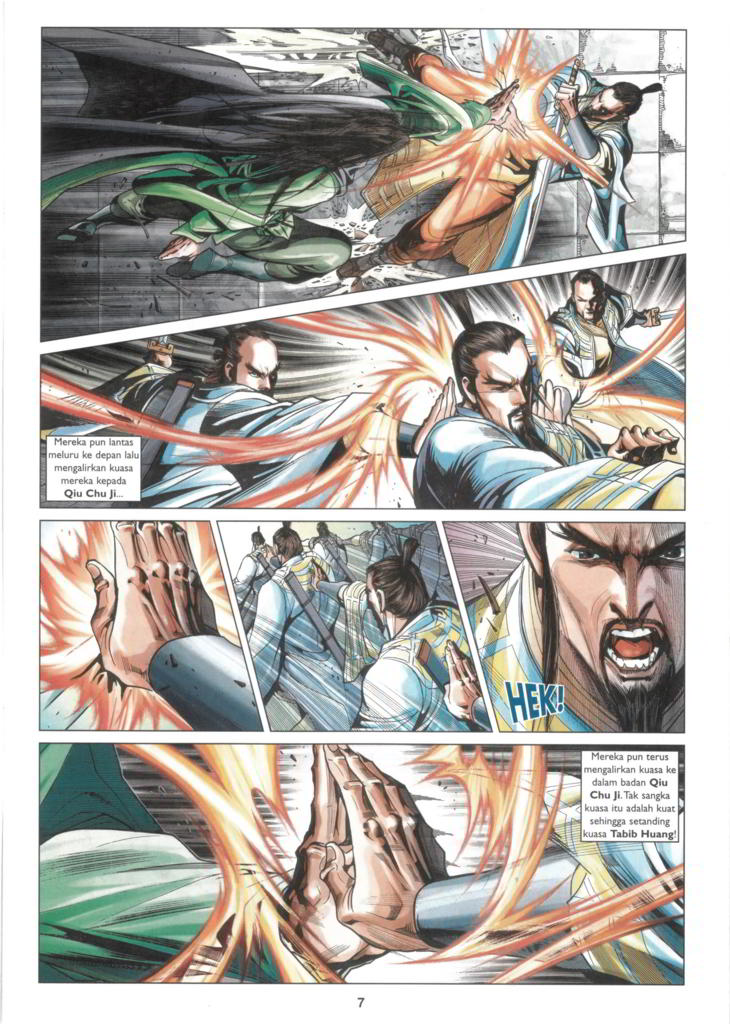 Mereka pun lantas
meluru ke depan lalu
mengalirkan kuasa
mereka kepada
Qiu Chu Ji...
HEK!
Mereka pun terus
mengalirkan kuasa ke
dalam badan Qiu
Chu Ji. Tak sangka
kuasa itu adalah kuat
sehingga setanding
kuasa Tabib Huang!
7